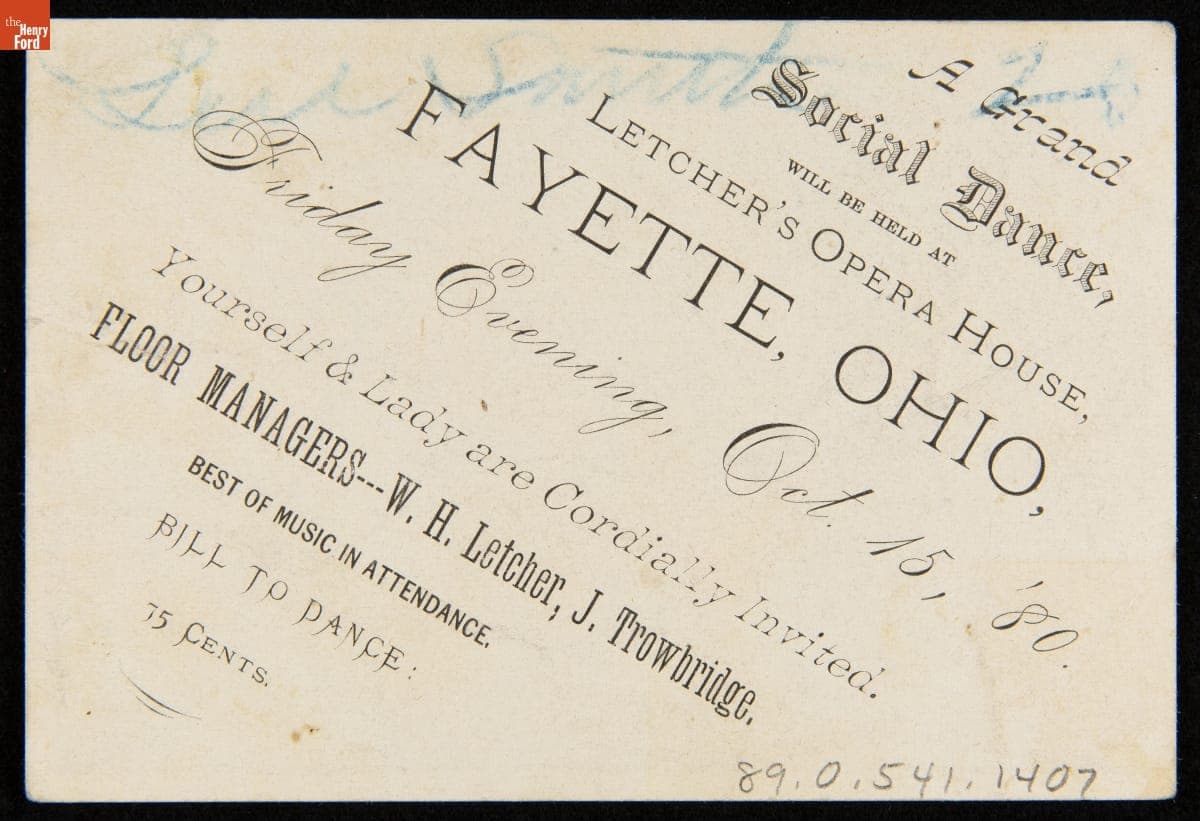 the
Henry
Ford
Smith
A Grand
Social Dance,
WILL BE HELD AT
LETCHER'S OPERA HOUSE,
FAYETTE, OHIO,
Friday Evening, Oct. 15, '80.
Yourself & Lady are Cordially Invited.
FLOOR MANAGERS---W. H. Letcher, J. Trowbridge.
BEST OF MUSIC IN ATTENDANCE.
BILL TO DANCE:
75 CENTS.
89.0.541.1407